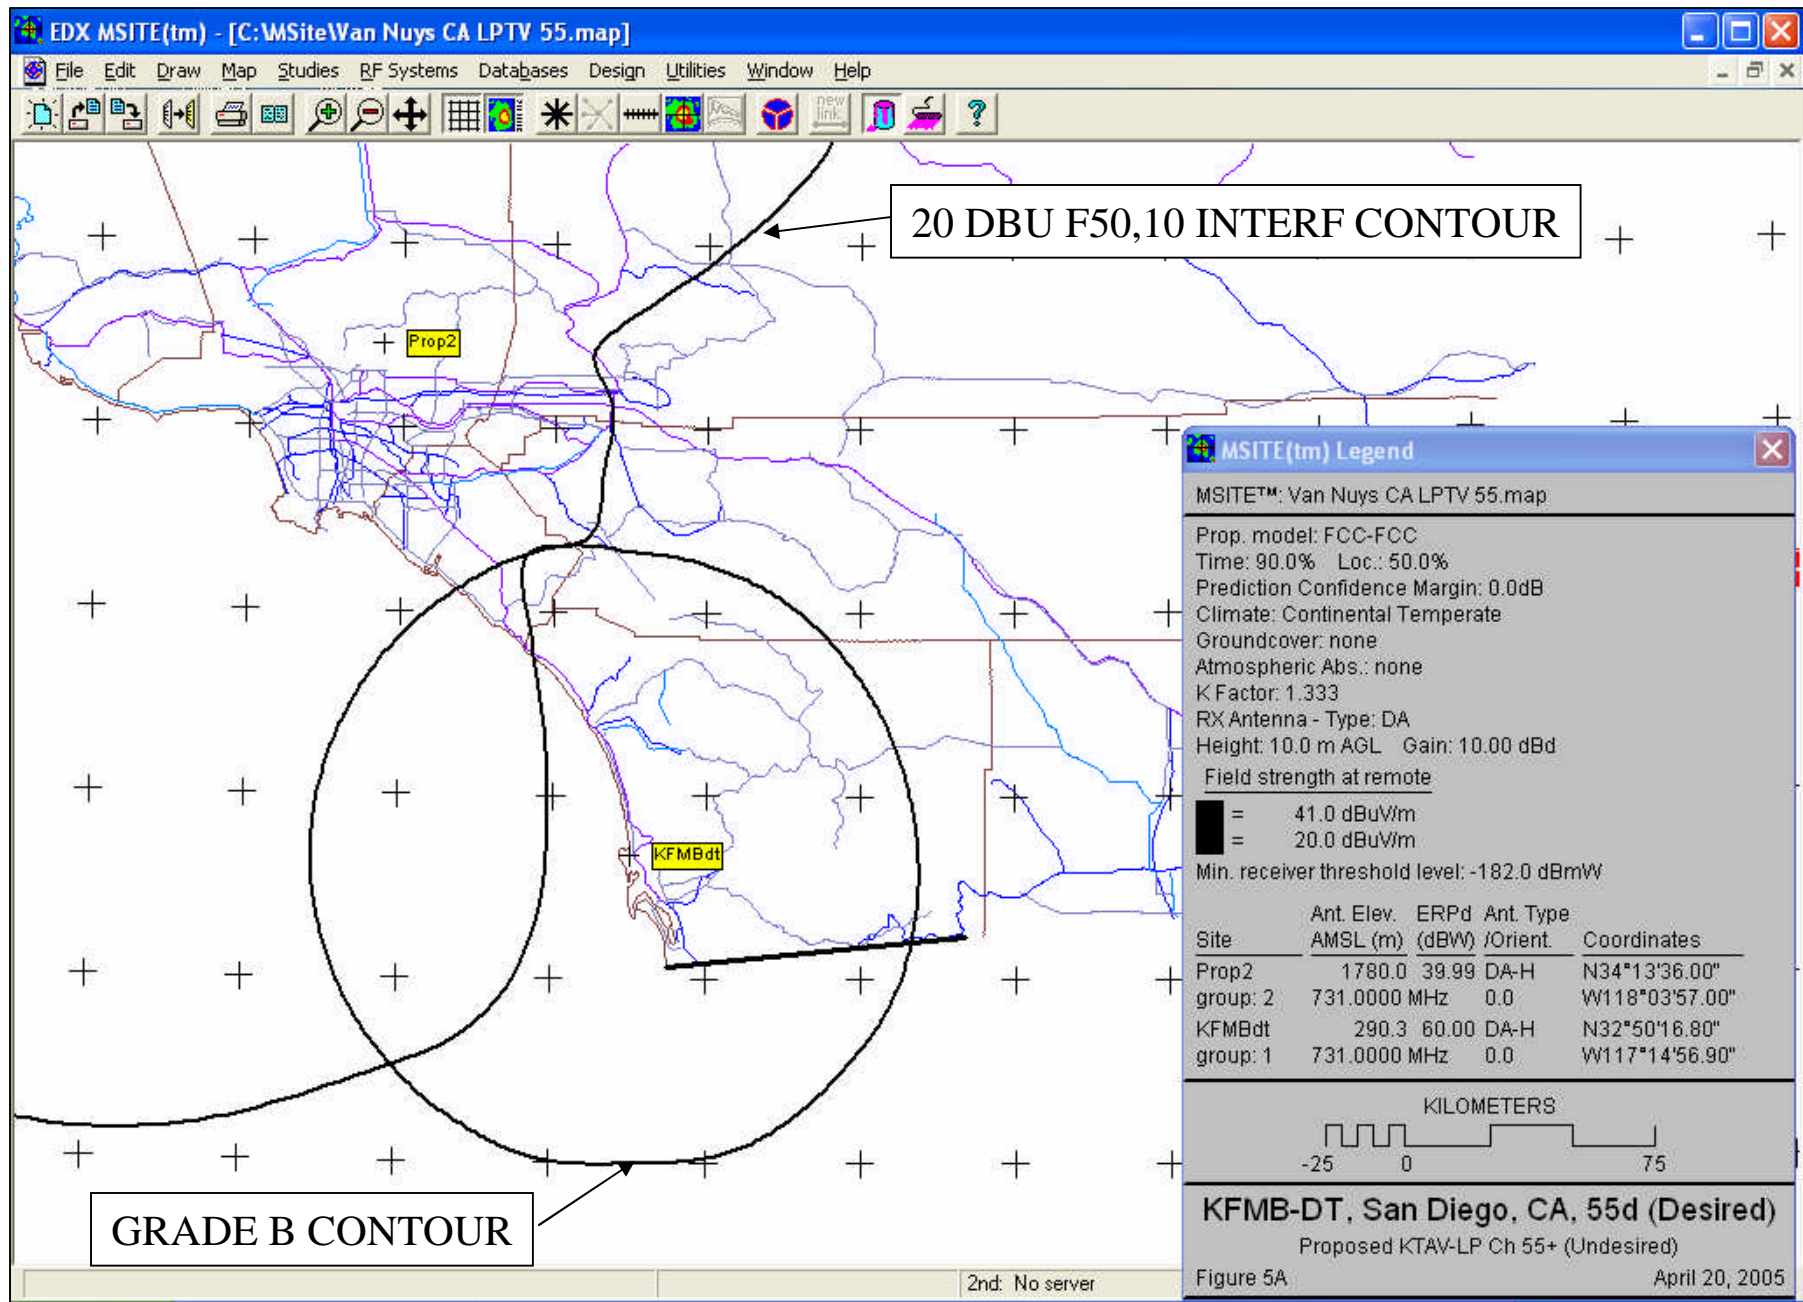 EDX MSITE(tm) - [C:\MSite\Van Nuys CA LPTV 55.map]
File Edit Draw Map Studies RF Systems Databases Design Utilities Window Help
new link
20 DBU F50,10 INTERF CONTOUR
Prop2
KFMBdt
GRADE B CONTOUR
MSITE(tm) Legend
MSITE™: Van Nuys CA LPTV 55.map
Prop. model: FCC-FCC
Time: 90.0% Loc.: 50.0%
Prediction Confidence Margin: 0.0dB
Climate: Continental Temperate
Groundcover: none
Atmospheric Abs.: none
K Factor: 1.333
RX Antenna - Type: DA
Height: 10.0 m AGL Gain: 10.00 dBd
Field strength at remote
= 41.0 dBuV/m
= 20.0 dBuV/m
Min. receiver threshold level: -182.0 dBmW
Ant. Elev. ERPd Ant. Type
Site AMSL (m) (dBW) /Orient. Coordinates
Prop2 1780.0 39.99 DA-H N34°13'36.00"
group: 2 731.0000 MHz 0.0 W118°03'57.00"
KFMBdt 290.3 60.00 DA-H N32°50'16.80"
group: 1 731.0000 MHz 0.0 W117°14'56.90"
KILOMETERS
-25 0 75
KFMB-DT, San Diego, CA, 55d (Desired)
Proposed KTAV-LP Ch 55+ (Undesired)
Figure 5A April 20, 2005
2nd: No server